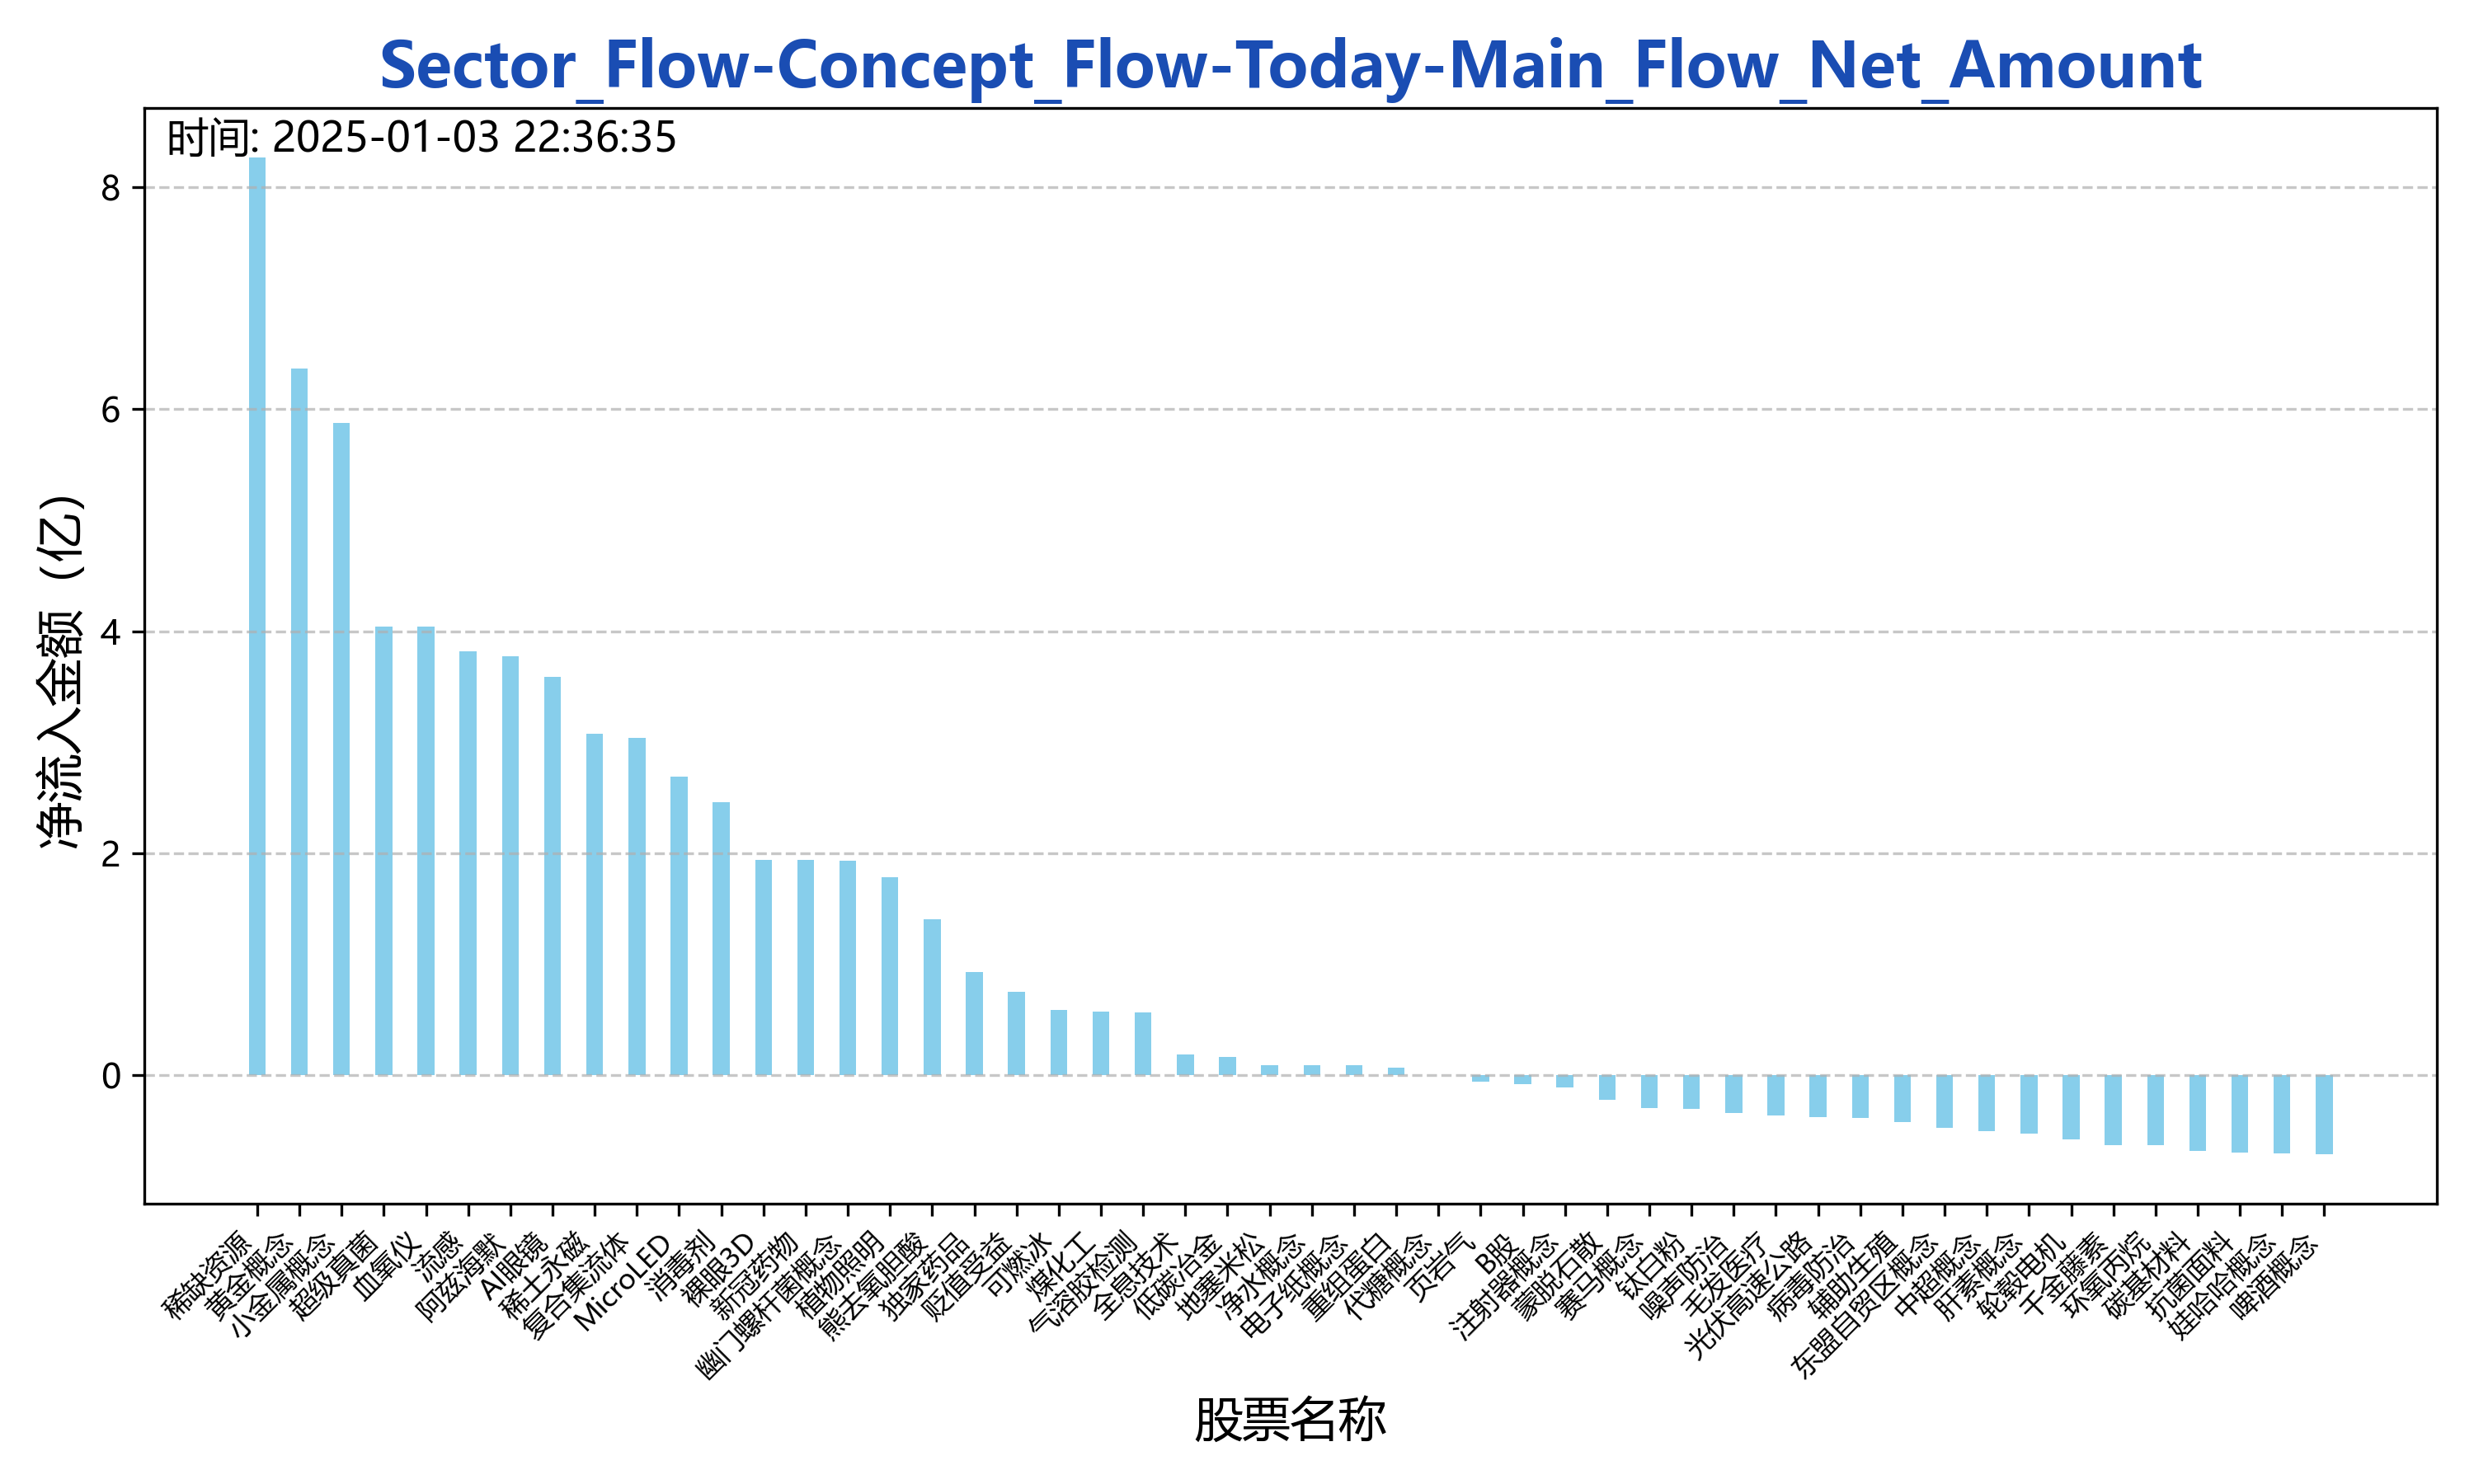 Sector_Flow-Concept_Flow-Today-Main_Flow_Net_Amount
时间: 2025-01-03 22:36:35
净流入金额（亿）
8
6
4
2
0
稀缺资源
黄金概念
小金属概念
超级真菌
血氧仪
流感
阿兹海默
AI眼镜
稀土永磁
复合集流体
MicroLED
消毒剂
裸眼3D
新冠药物
幽门螺杆菌概念
植物照明
熊去氧胆酸
独家药品
贬值受益
可燃冰
煤化工
气溶胶检测
全息技术
低碳冶金
地塞米松
净水概念
电子纸概念
重组蛋白
代糖概念
页岩气
B股
注射器概念
蒙脱石散
赛马概念
钛白粉
噪声防治
毛发医疗
光伏高速公路
病毒防治
辅助生殖
东盟自贸区概念
中超概念
肝素概念
轮毂电机
千金藤素
环氧丙烷
碳基材料
抗菌面料
娃哈哈概念
啤酒概念
股票名称